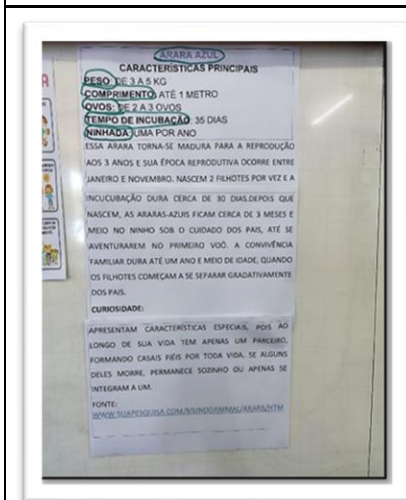 ARARA AZUL
CARACTERÍSTICAS PRINCIPAIS
PESO: DE 3 A 5 KG
COMPRIMENTO: ATÉ 1 METRO
OVOS: DE 2 A 3 OVOS
TEMPO DE INCUBAÇÃO: 35 DIAS
NINHADA: UMA POR ANO
ESSA ARARA TORNA-SE MADURA PARA A REPRODUÇÃO
AOS 3 ANOS E SUA ÉPOCA REPRODUTIVA OCORRE ENTRE
JANEIRO E NOVEMBRO. NASCEM 2 FILHOTES POR VEZ E A
INCUCUBAÇÃO DURA CERCA DE 30 DIAS.DEPOIS QUE
NASCEM, AS ARARAS-AZUIS FICAM CERCA DE 3 MESES E
MEIO NO NINHO SOB O CUIDADO DOS PAIS, ATÉ SE
AVENTURAREM NO PRIMEIRO VOÔ. A CONVIVÊNCIA
FAMILIAR DURA ATÉ UM ANO E MEIO DE IDADE, QUANDO
OS FILHOTES COMEÇAM A SE SEPARAR GRADATIVAMENTE
DOS PAIS.
CURIOSIDADE:
APRESENTAM CARACTERÍSTICAS ESPECIAIS, POIS AO
LONGO DE SUA VIDA TEM APENAS UM PARCEIRO,
FORMANDO CASAIS FIÉIS POR TODA VIDA, SE ALGUNS
DELES MORRE, PERMANECE SOZINHO OU APENAS SE
INTEGRAM A UM.
FONTE:
WWW.SUAPESQUISA.COM/MUNDOANIMAL/ARARA/HTM